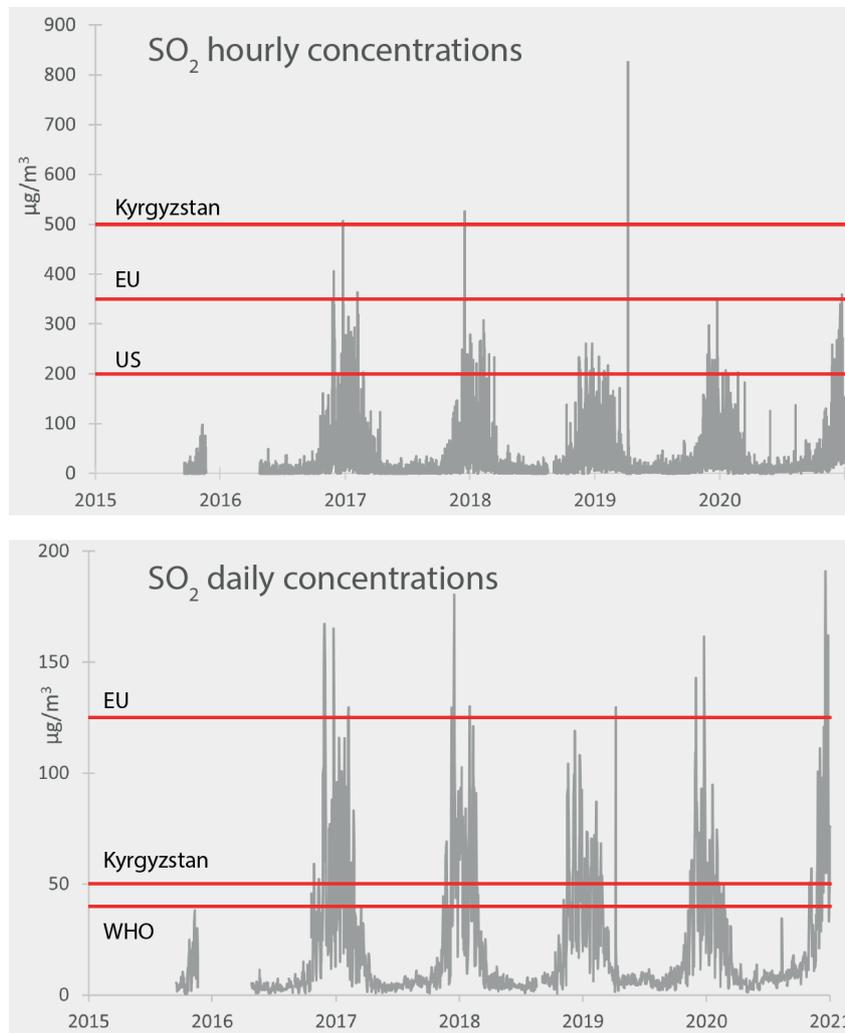 900
SO2 hourly concentrations
800
700
600
µg/m3
500
Kyrgyzstan
400
EU
300
US
200
100
0
2015 2016 2017 2018 2019 2020
200
SO2 daily concentrations
150
EU
µg/m3
100
Kyrgyzstan
50
WHO
0
2015 2016 2017 2018 2019 2020 2021